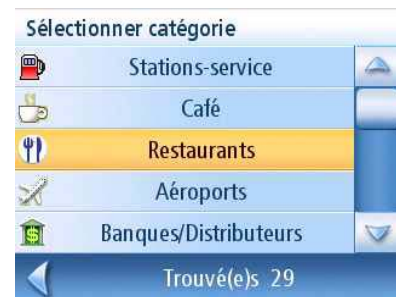 Sélectionner catégorie
Stations-service
Café
Restaurants
Aéroports
Banques/Distributeurs
Trouvé(e)s 29